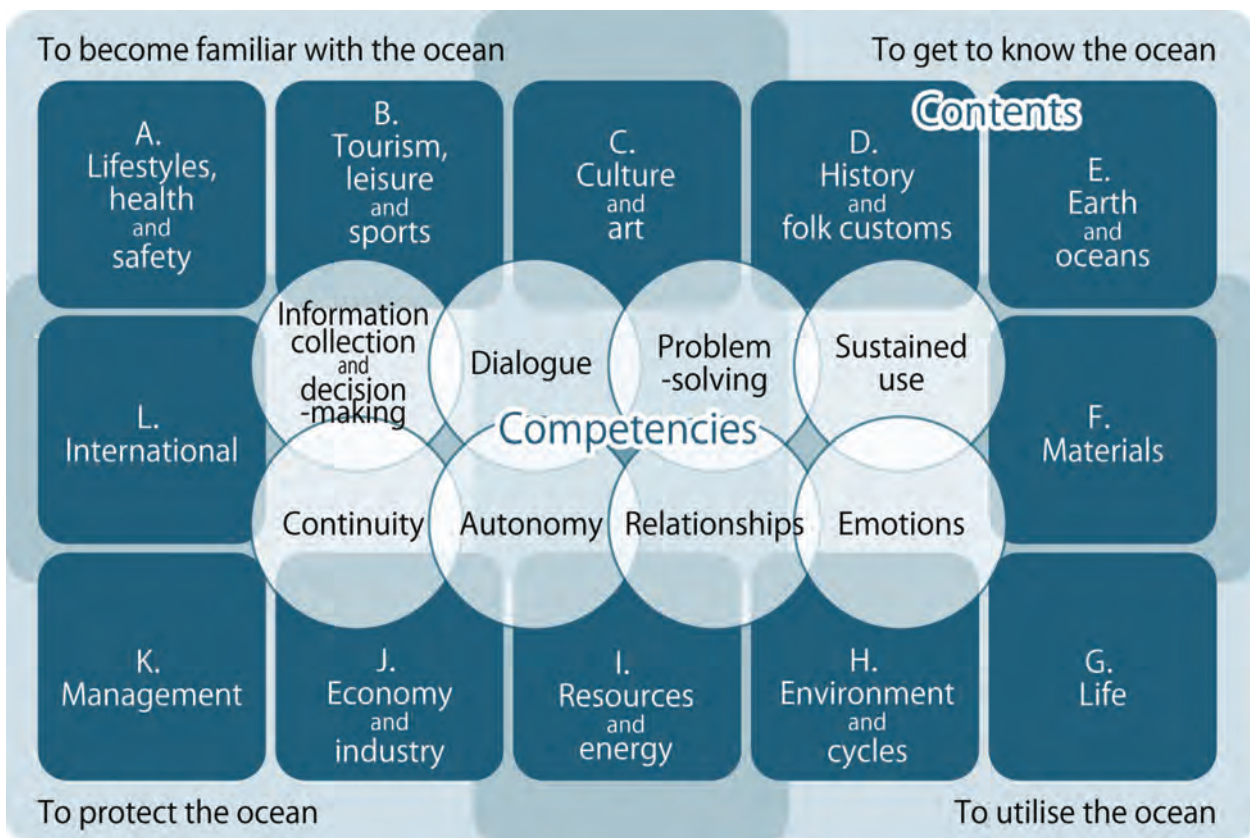 To become familiar with the ocean
To get to know the ocean
Contents
A.
Lifestyles,
health
and
safety
B.
Tourism,
leisure
and
sports
C.
Culture
and
art
D.
History
and
folk customs
E.
Earth
and
oceans
Information
collection
and
decision
-making
Dialogue
Problem
-solving
Sustained
use
Competencies
L.
International
F.
Materials
Continuity
Autonomy
Relationships
Emotions
K.
Management
J.
Economy
and
industry
I.
Resources
and
energy
H.
Environment
and
cycles
G.
Life
To protect the ocean
To utilise the ocean